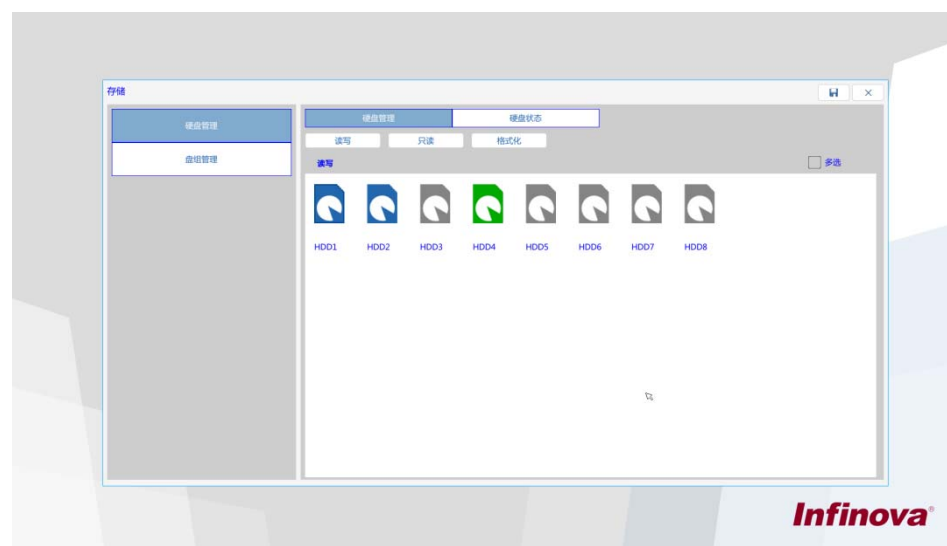 存储
硬盘管理
盘组管理
硬盘管理 硬盘状态
读写 只读 格式化
读写 多选
HDD1 HDD2 HDD3 HDD4 HDD5 HDD6 HDD7 HDD8
Infinova®